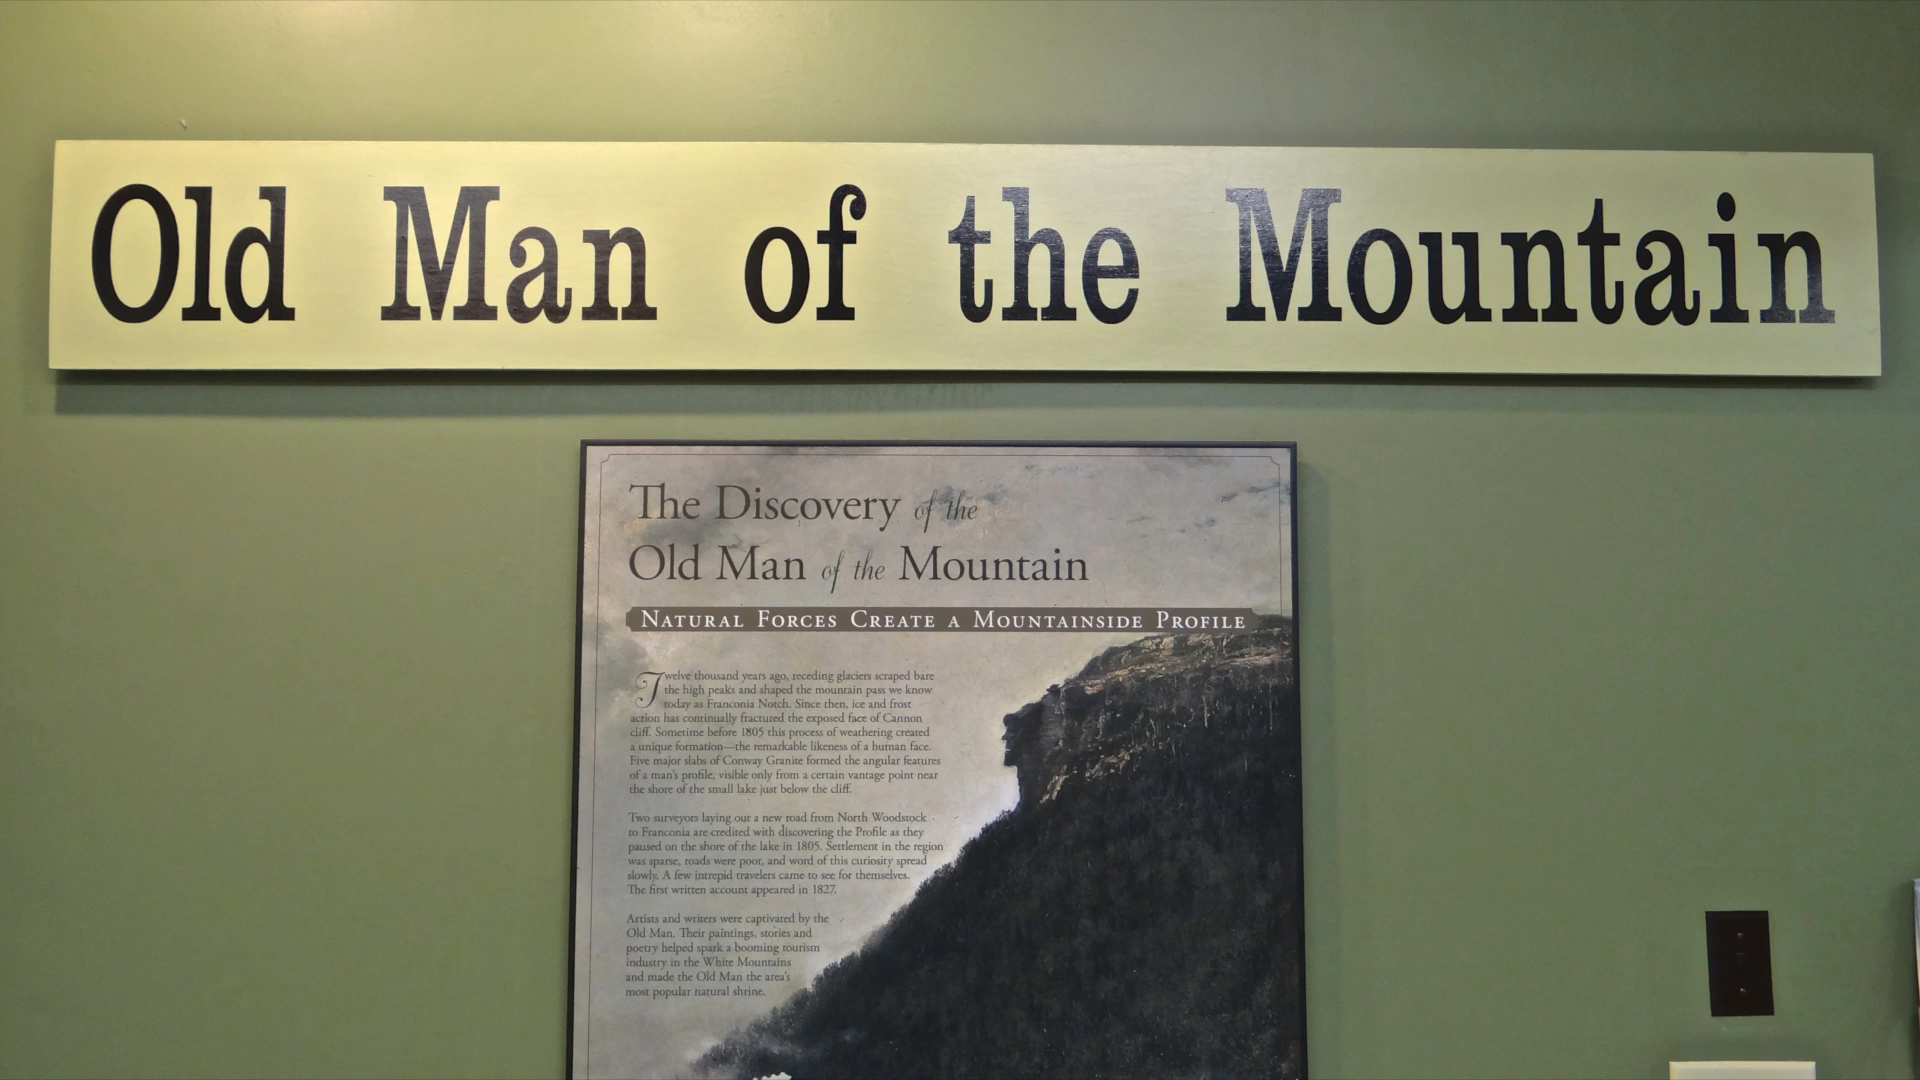 Old Man of the Mountain
The Discovery of the
Old Man of the Mountain
Natural Forces Create a Mountainside Profile
Twelve thousand years ago, receding glaciers scraped bare
the high peaks and shaped the mountain pass we know
today as Franconia Notch. Since then, ice and frost
action has continually fractured the exposed face of Cannon
cliff. Sometime before 1805 this process of weathering created
a unique formation—the remarkable likeness of a human face.
Five major slabs of Conway Granite formed the angular features
of a man's profile, visible only from a certain vantage point near
the shore of the small lake just below the cliff.
Two surveyors laying out a new road from North Woodstock
to Franconia are credited with discovering the Profile as they
paused on the shore of the lake in 1805. Settlement in the region
was sparse, roads were poor, and word of this curiosity spread
slowly. A few intrepid travelers came to see for themselves.
The first written account appeared in 1827.
Artists and writers were captivated by the
Old Man. Their paintings, stories and
poetry helped spark a booming tourism
industry in the White Mountains
and made the Old Man the area's
most popular natural shrine.